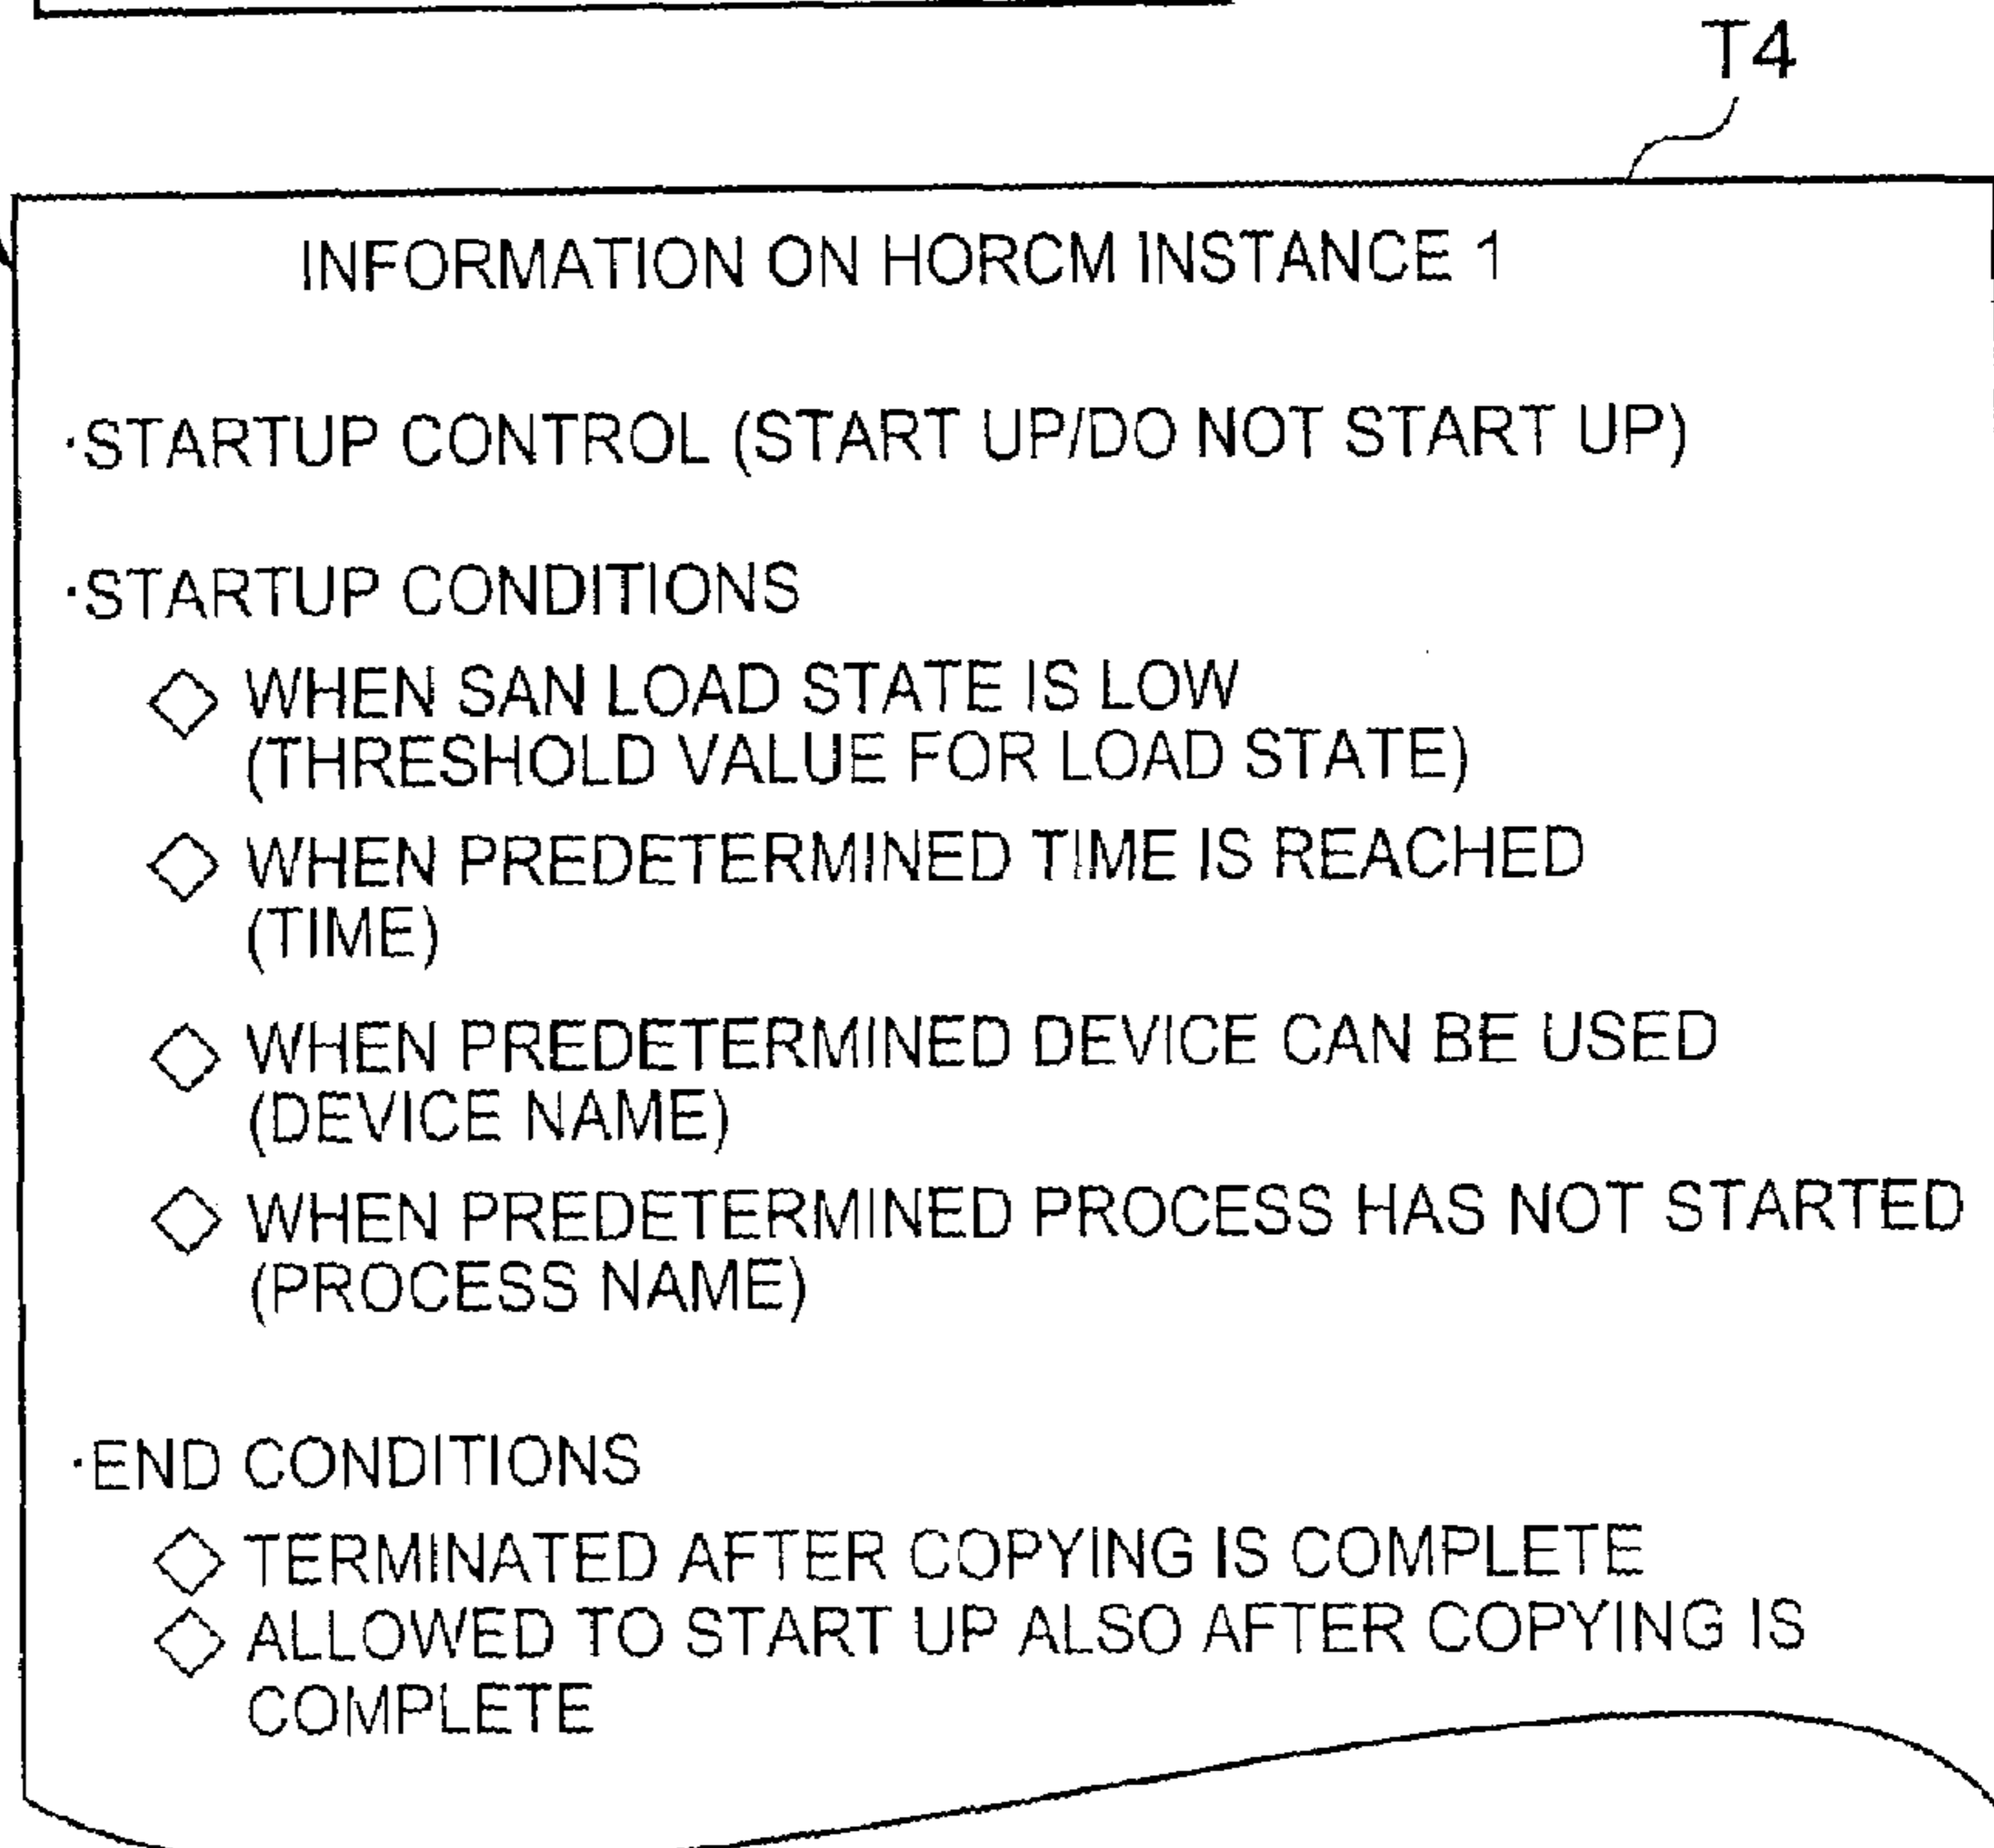 T4
INFORMATION ON HORCM INSTANCE 1
·STARTUP CONTROL (START UP/DO NOT START UP)
·STARTUP CONDITIONS
◇ WHEN SAN LOAD STATE IS LOW
(THRESHOLD VALUE FOR LOAD STATE)
◇ WHEN PREDETERMINED TIME IS REACHED
(TIME)
◇ WHEN PREDETERMINED DEVICE CAN BE USED
(DEVICE NAME)
◇ WHEN PREDETERMINED PROCESS HAS NOT STARTED
(PROCESS NAME)
·END CONDITIONS
◇ TERMINATED AFTER COPYING IS COMPLETE
◇ ALLOWED TO START UP ALSO AFTER COPYING IS
COMPLETE